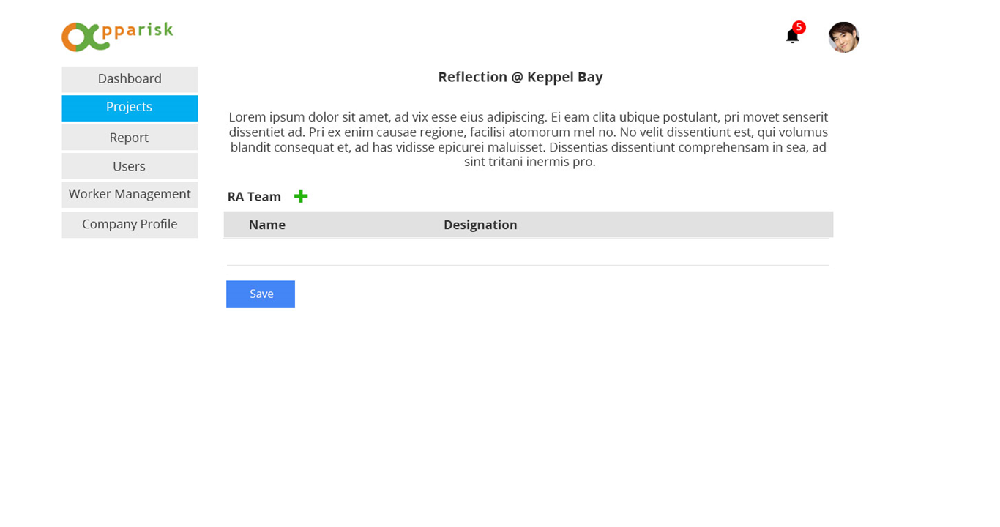 pparisk
5
Dashboard
Projects
Report
Users
Worker Management
Company Profile
Reflection @ Keppel Bay
Lorem ipsum dolor sit amet, ad vix esse eius adipiscing. Ei eam clita ubique postulant, pri movet senserit
dissentiet ad. Pri ex enim causae regione, facilisi atomorum mel no. No velit dissentiunt est, qui volumus
blandit consequat et, ad has vidisse epicurei maluisset. Dissentias dissentiunt comprehensam in sea, ad
sint tritani inermis pro.
RA Team
Name Designation
Save